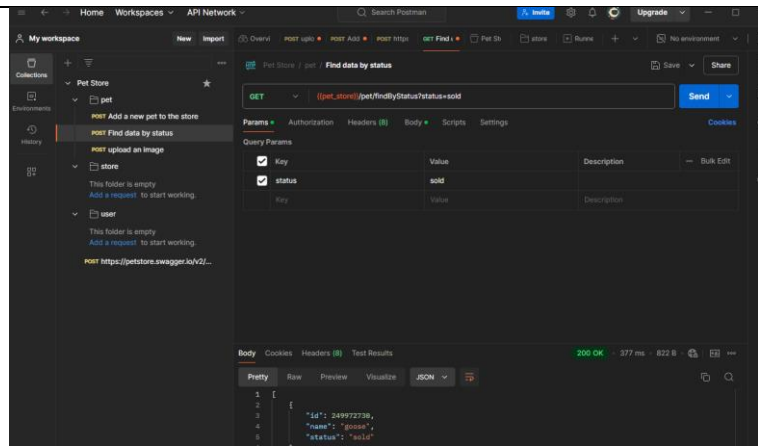 Home Workspaces API Network Search Postman Invite Upgrade
My workspace New Import Overvi POST uplo POST Add POST https GET Find Pet St store Runne No environment
Collections
Environments
History
Pet Store
pet
POST Add a new pet to the store
POST Find data by status
POST upload an image
store
This folder is empty
Add a request to start working.
user
This folder is empty
Add a request to start working.
POST https://petstore.swagger.io/v2/...
Pet Store / pet / Find data by status Save Share
GET {{pet_store}}/pet/findByStatus?status=sold Send
Params Authorization Headers (8) Body Scripts Settings Cookies
Query Params
Key Value Description Bulk Edit
status sold
Key Value Description
Body Cookies Headers (8) Test Results 200 OK 377 ms 822 B
Pretty Raw Preview Visualize JSON
1 [
2 {
3 "id": 249972738,
4 "name": "goose",
5 "status": "sold"